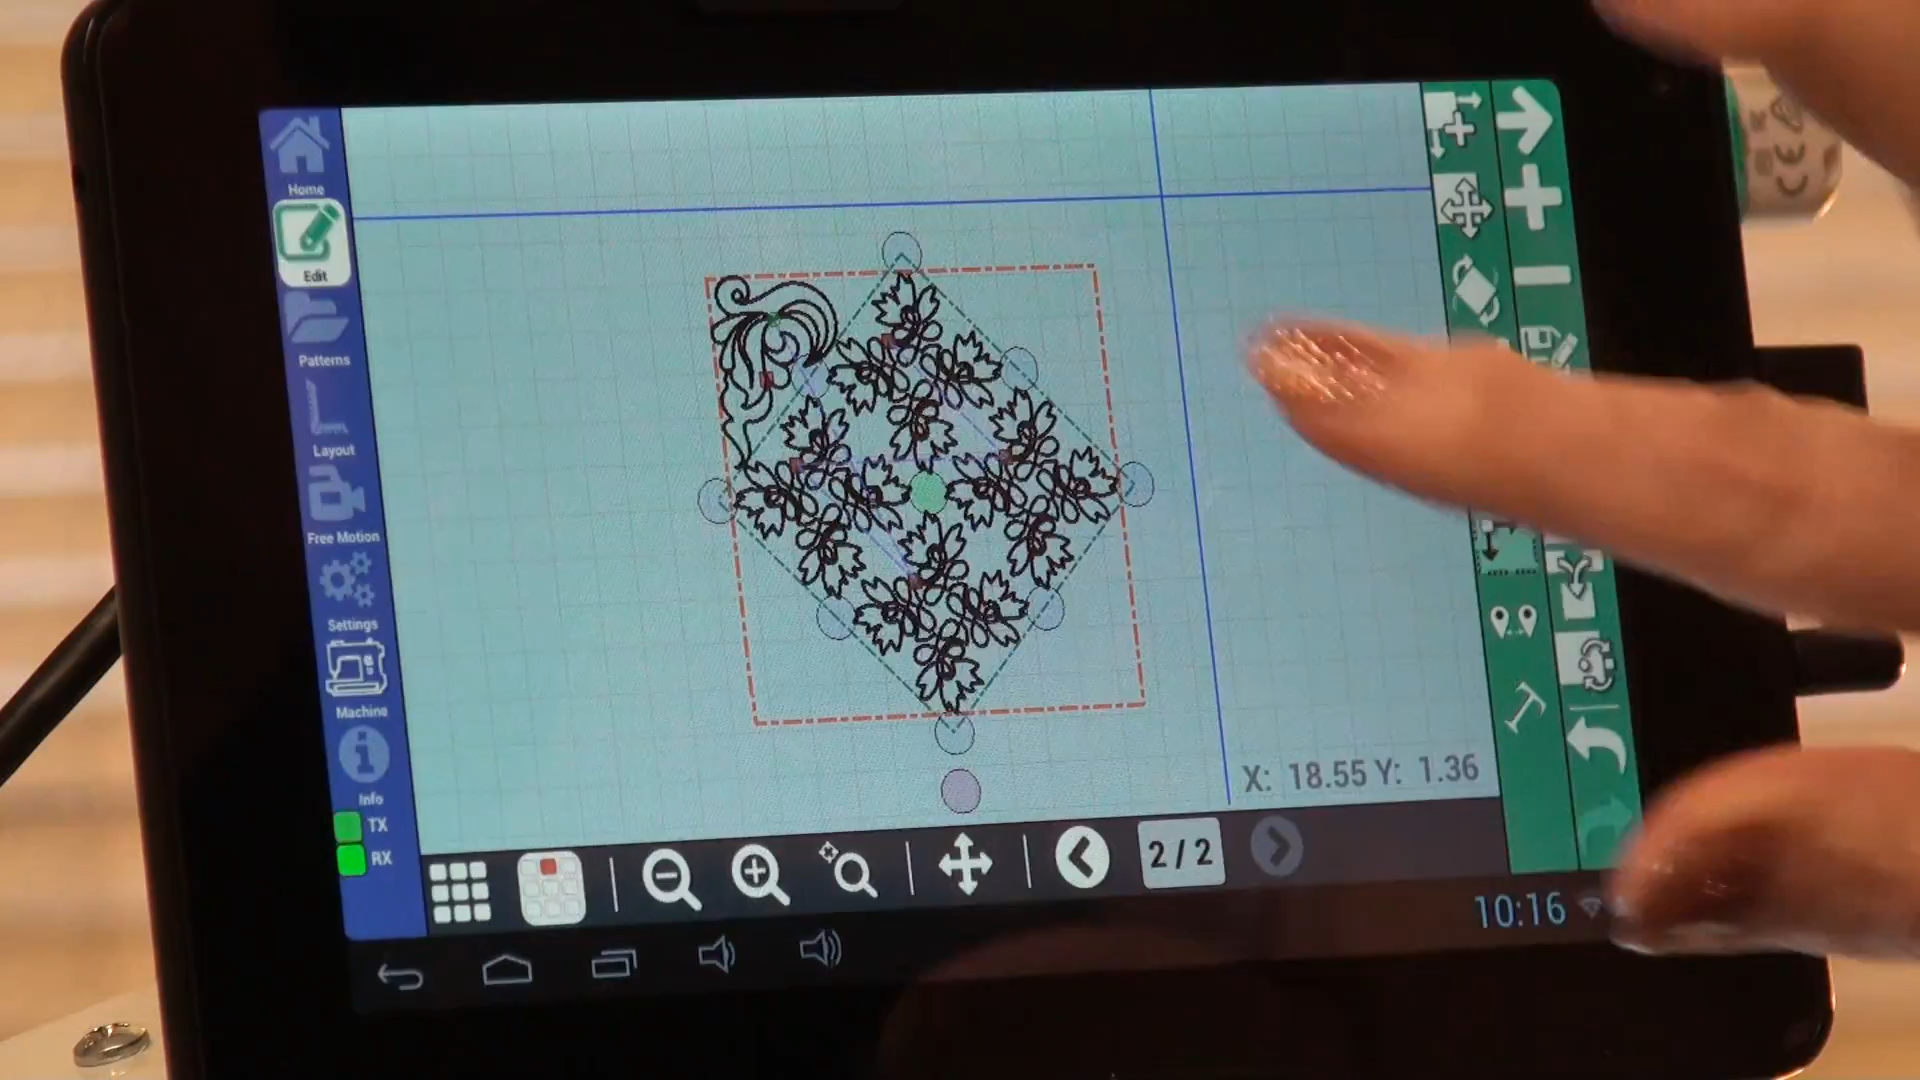 Home
Edit
Patterns
Layout
Free Motion
Settings
Machine
Info
TX
RX
X: 18.55 Y: 1.36
2 / 2
10:16
CE